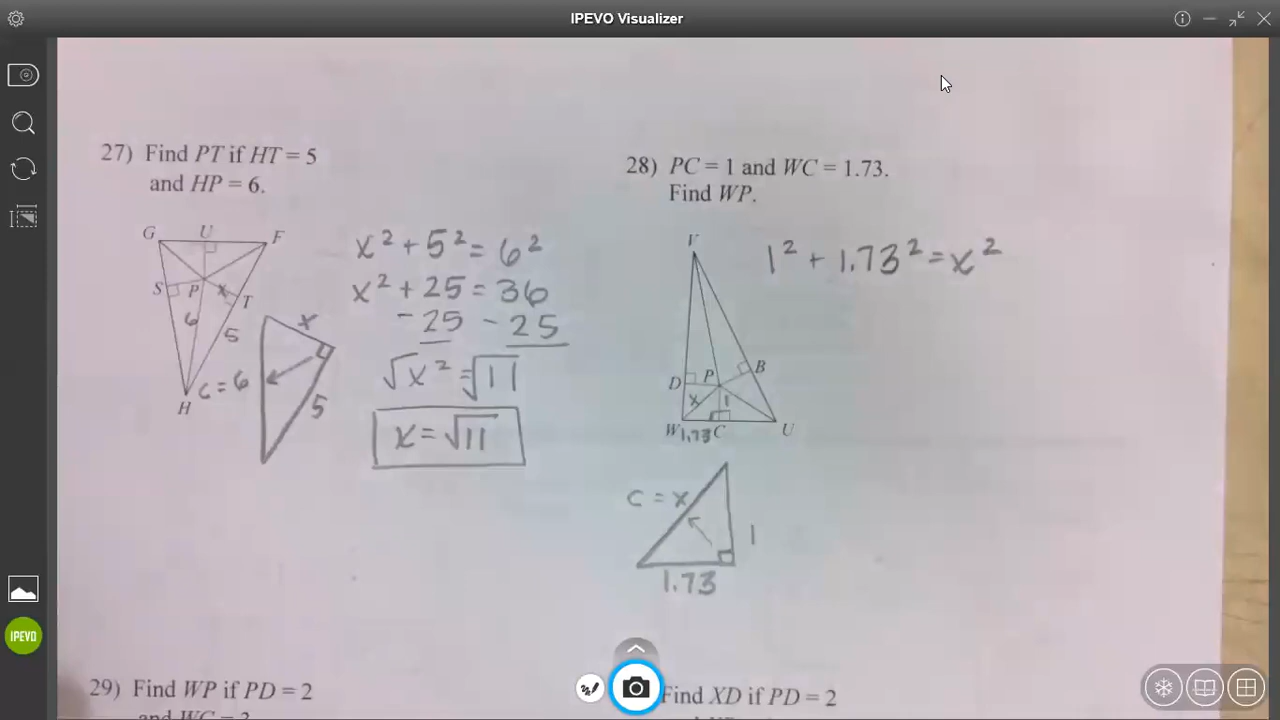 IPEVO Visualizer
27) Find PT if HT = 5
and HP = 6.
G U F
S P x T
6 5
H
C = 6
x
5
x² + 5² = 6²
x² + 25 = 36
-25 -25
√x² = √11
x = √11
28) PC = 1 and WC = 1.73.
Find WP.
V
D P B
x 1
W 1.73 C U
1² + 1.73² = x²
C = x
1
1.73
29) Find WP if PD = 2
and WC = 3
Find XD if PD = 2
IPEVO